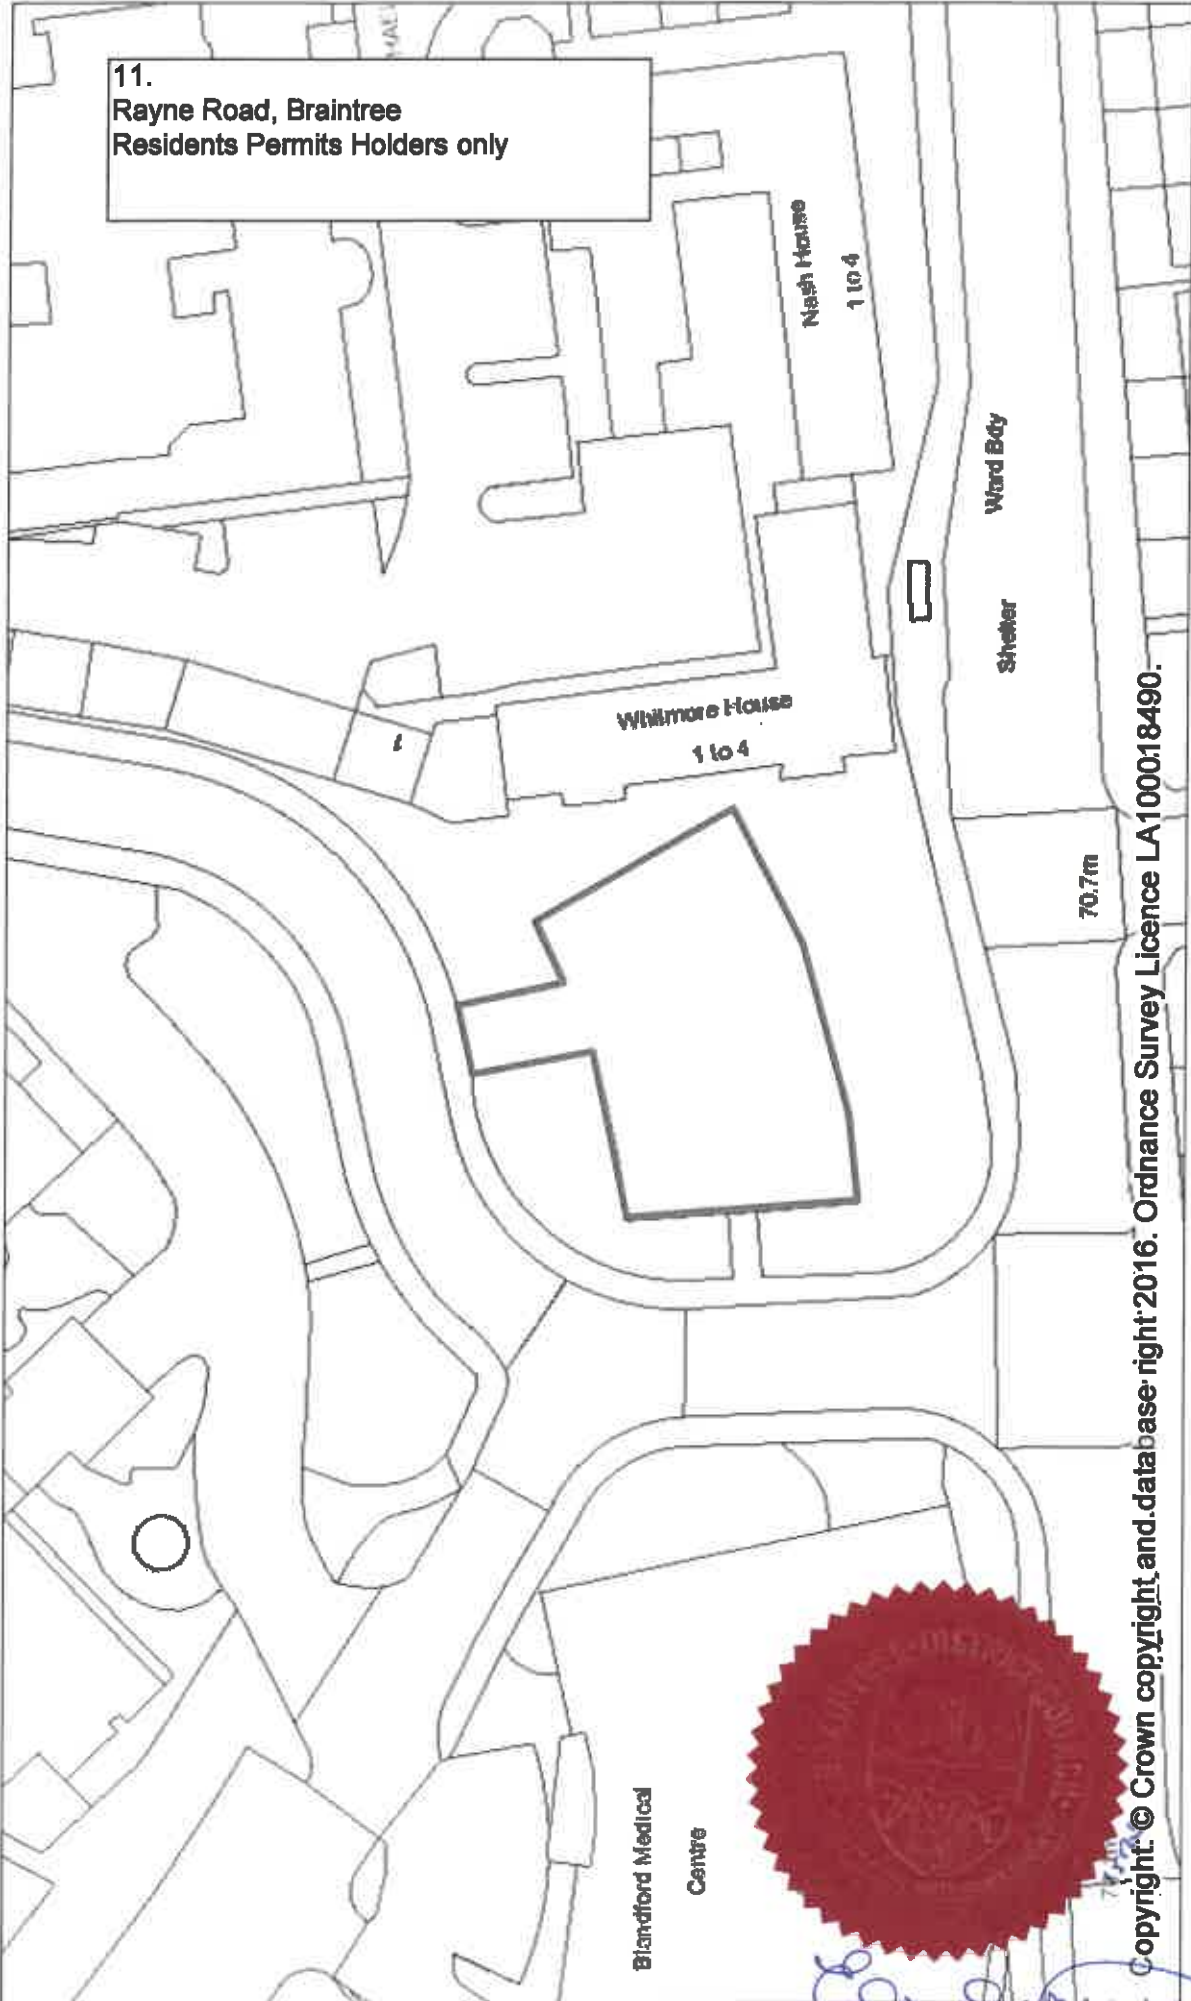 11.
Rayne Road, Braintree
Residents Permits Holders only
Nash House
1 to 4
Ward Bdy
Shelter
Whitmore House
1 to 4
1
70.7m
Blandford Medical
Centre
Copyright: © Crown copyright and database right 2016. Ordnance Survey Licence LA100018490.